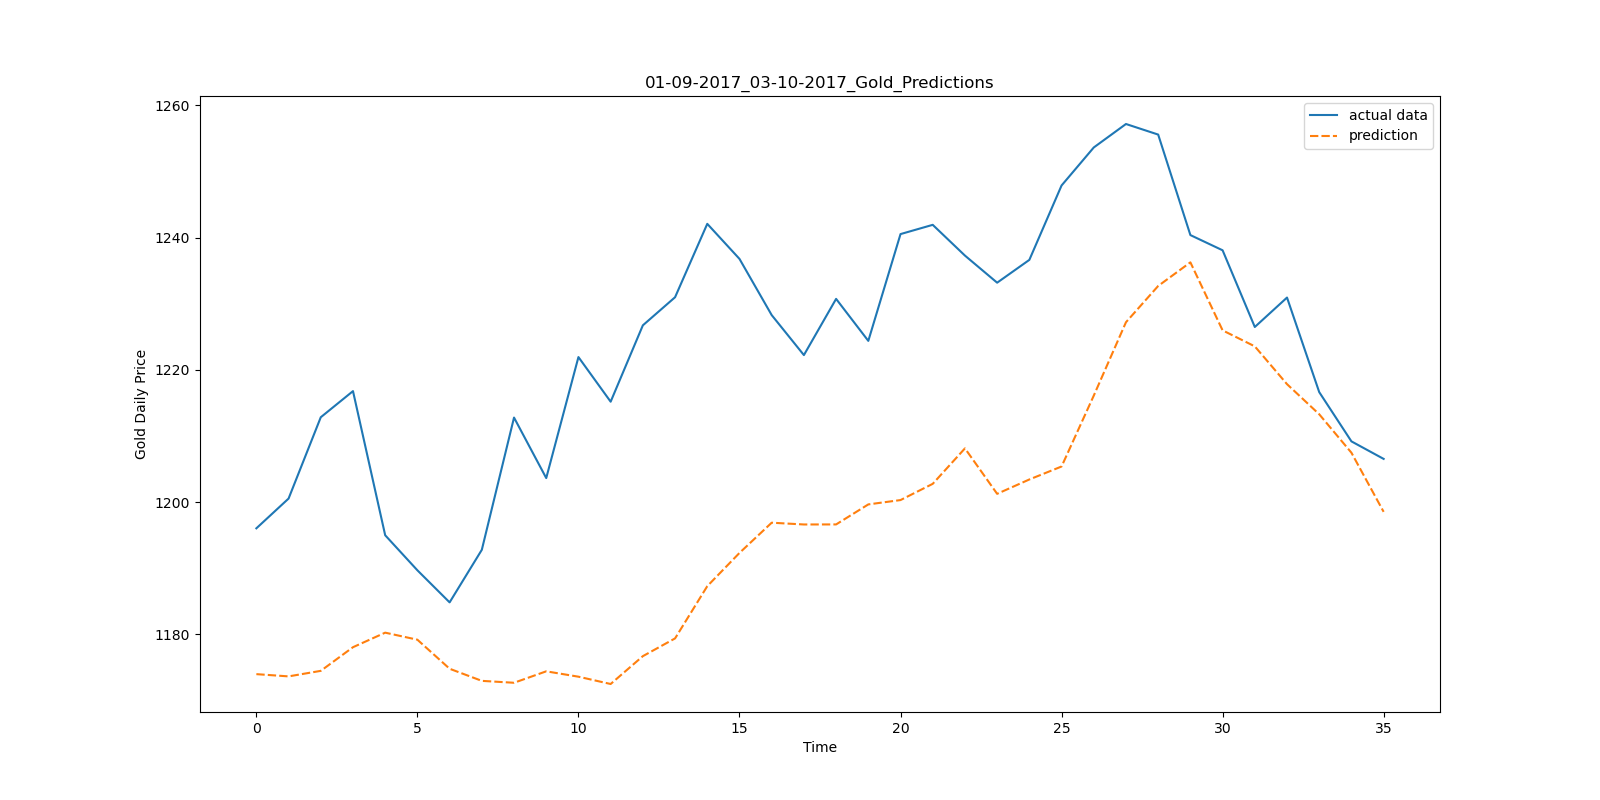 01-09-2017_03-10-2017_Gold_Predictions
actual data
prediction
1260
1240
1220
1200
1180
Gold Daily Price
0 5 10 15 20 25 30 35
Time